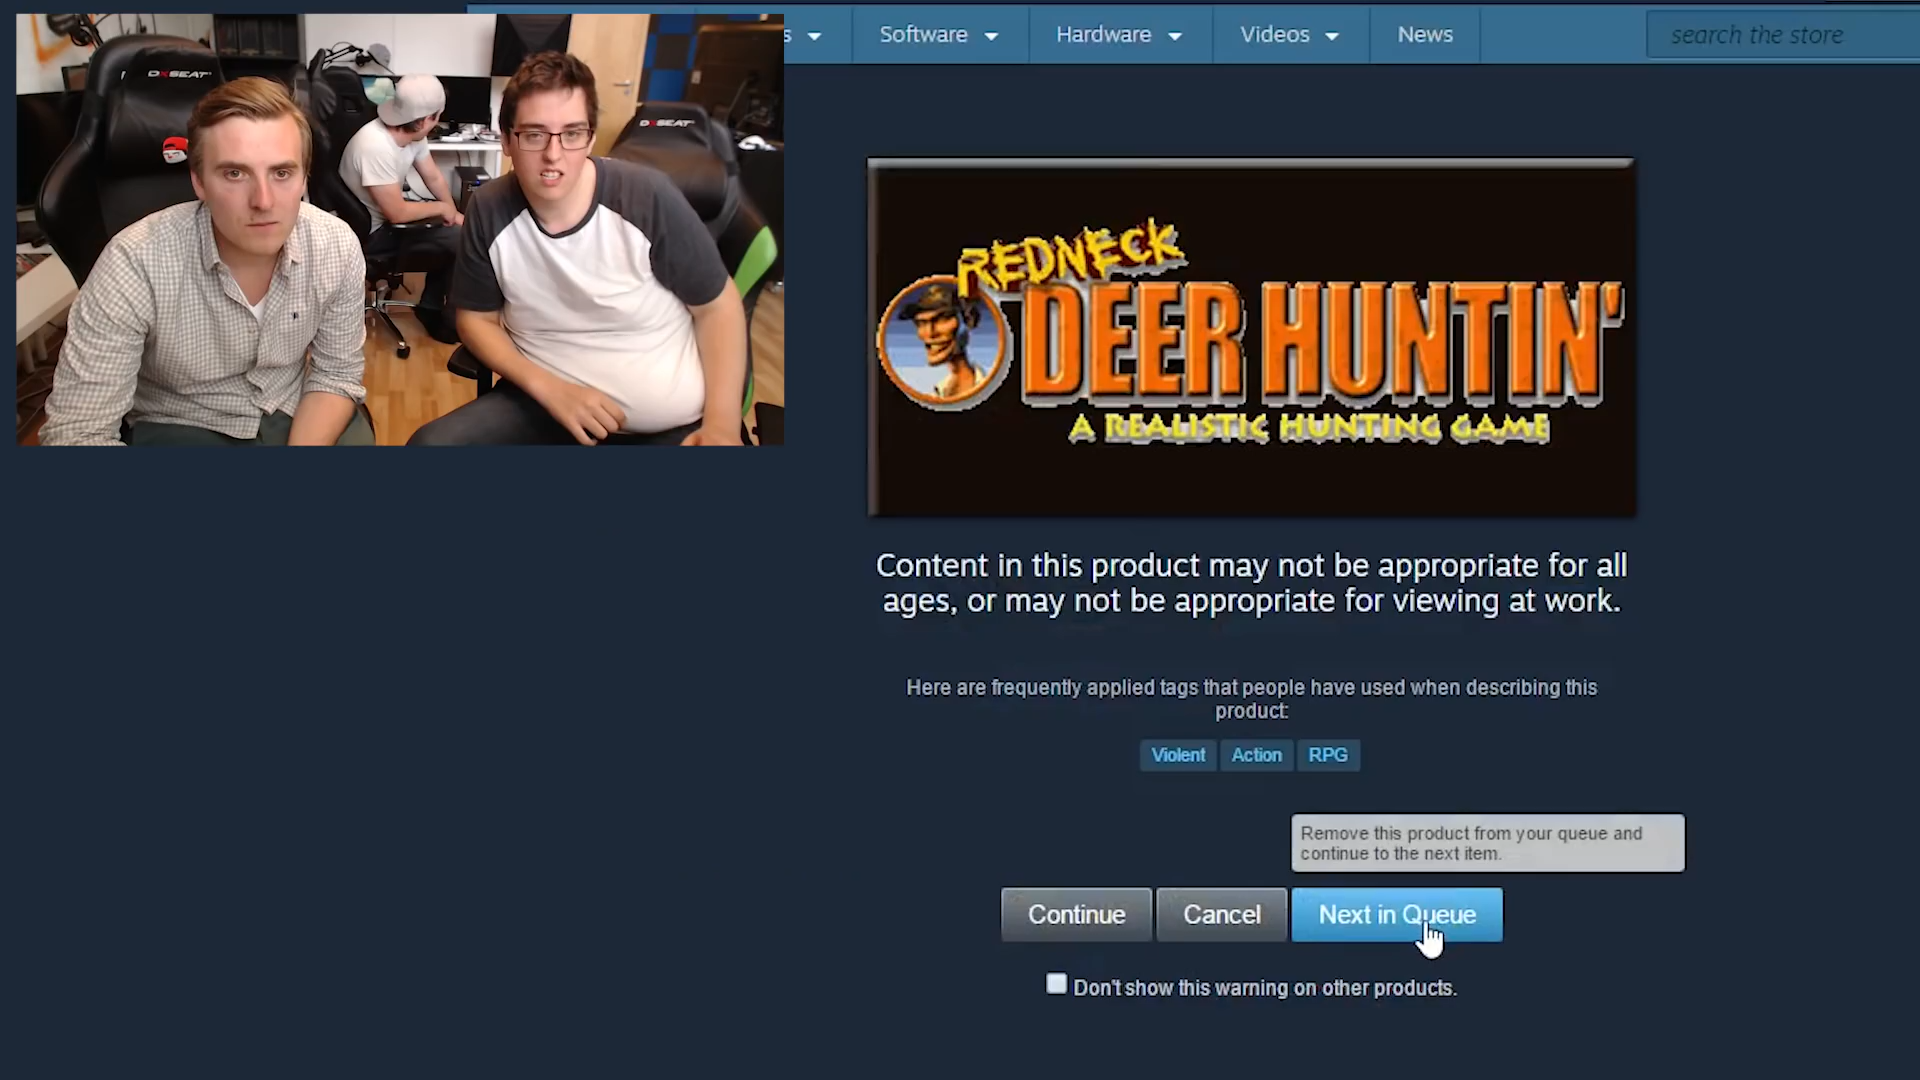 DXSEAT
DXSEAT
s
Software
Hardware
Videos
News
search the store
REDNECK
DEER HUNTIN'
A REALISTIC HUNTING GAME
Content in this product may not be appropriate for all
ages, or may not be appropriate for viewing at work.
Here are frequently applied tags that people have used when describing this
product:
Violent
Action
RPG
Remove this product from your queue and
continue to the next item.
Continue
Cancel
Next in Queue
Don't show this warning on other products.